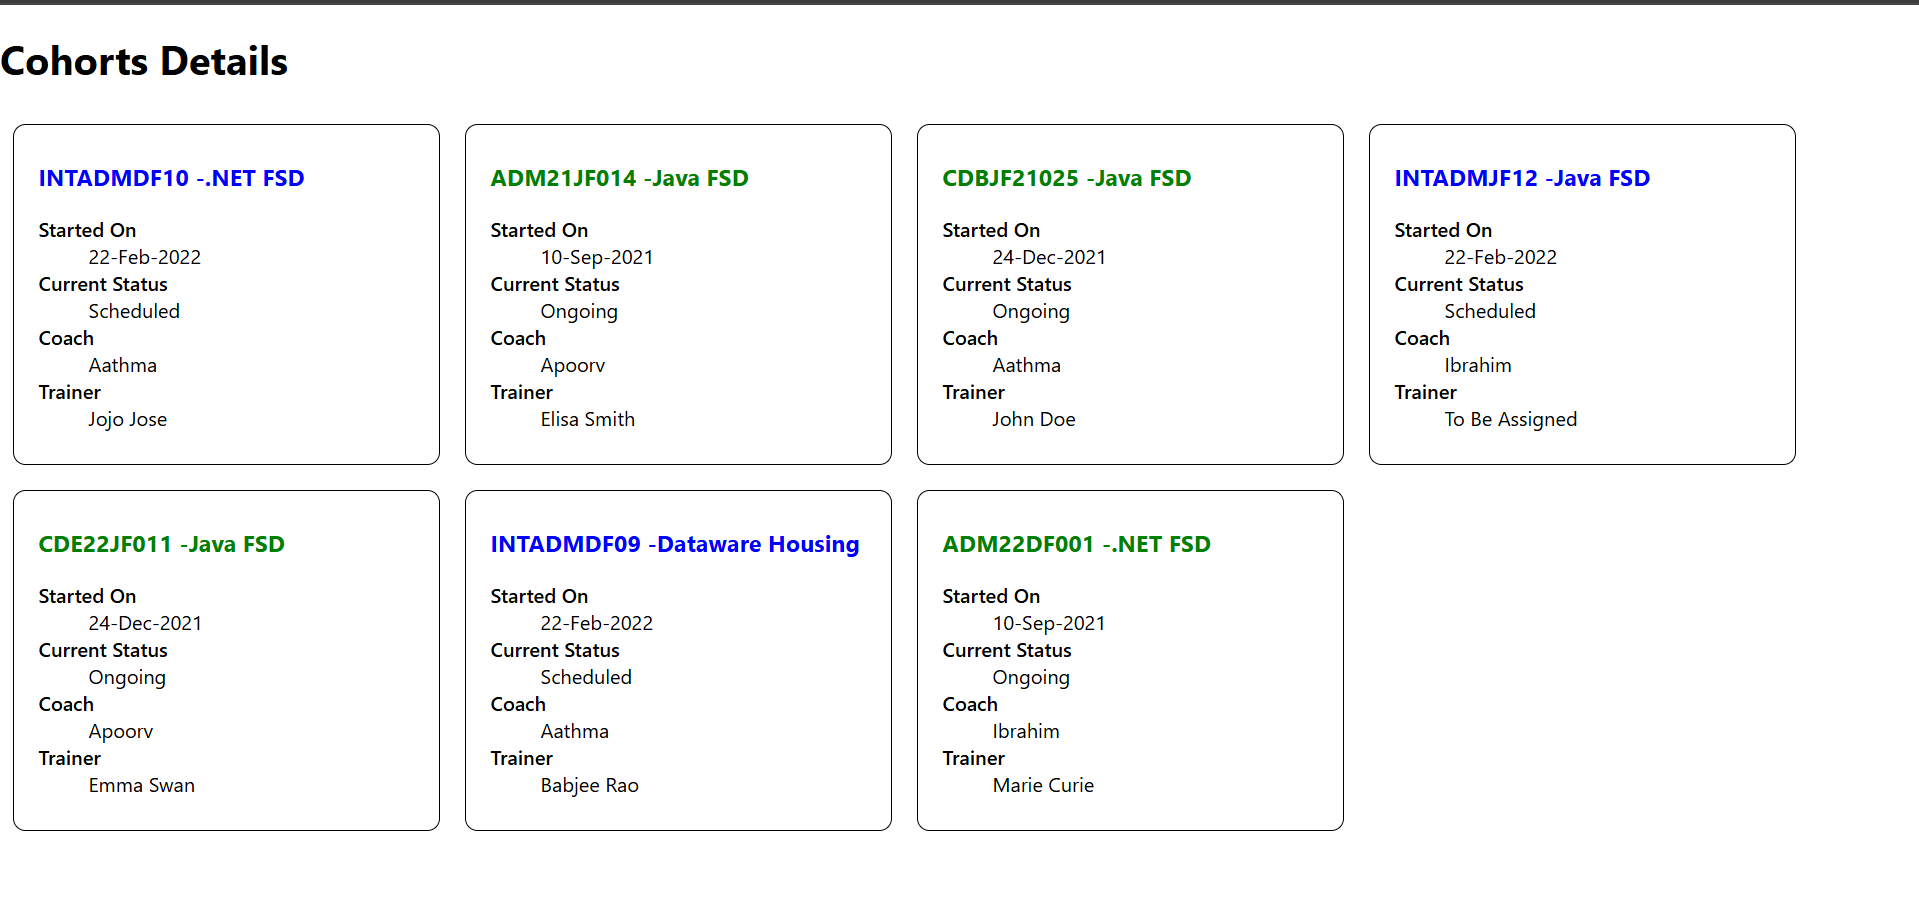 Cohorts Details
INTADMDF10 -.NET FSD
Started On
22-Feb-2022
Current Status
Scheduled
Coach
Aathma
Trainer
Jojo Jose
ADM21JF014 -Java FSD
Started On
10-Sep-2021
Current Status
Ongoing
Coach
Apoorv
Trainer
Elisa Smith
CDBJF21025 -Java FSD
Started On
24-Dec-2021
Current Status
Ongoing
Coach
Aathma
Trainer
John Doe
INTADMJF12 -Java FSD
Started On
22-Feb-2022
Current Status
Scheduled
Coach
Ibrahim
Trainer
To Be Assigned
CDE22JF011 -Java FSD
Started On
24-Dec-2021
Current Status
Ongoing
Coach
Apoorv
Trainer
Emma Swan
INTADMDF09 -Dataware Housing
Started On
22-Feb-2022
Current Status
Scheduled
Coach
Aathma
Trainer
Babjee Rao
ADM22DF001 -.NET FSD
Started On
10-Sep-2021
Current Status
Ongoing
Coach
Ibrahim
Trainer
Marie Curie